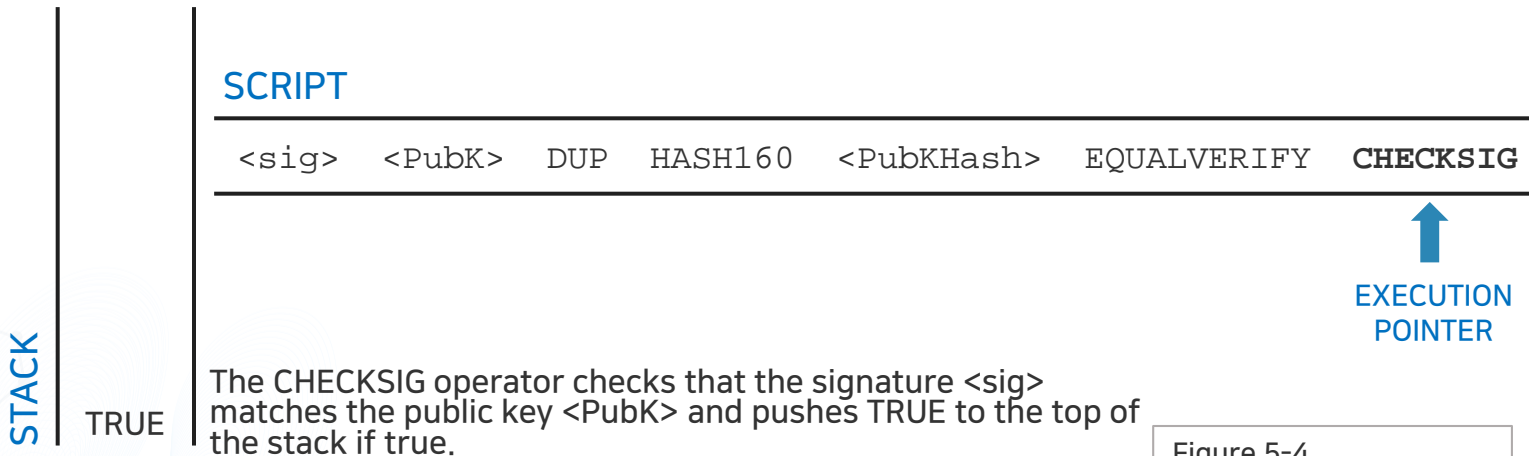 SCRIPT
<sig> <PubK> DUP HASH160 <PubKHash> EQUALVERIFY CHECKSIG
EXECUTION
POINTER
STACK
TRUE
The CHECKSIG operator checks that the signature <sig>
matches the public key <PubK> and pushes TRUE to the top of
the stack if true.
Figure 5-4